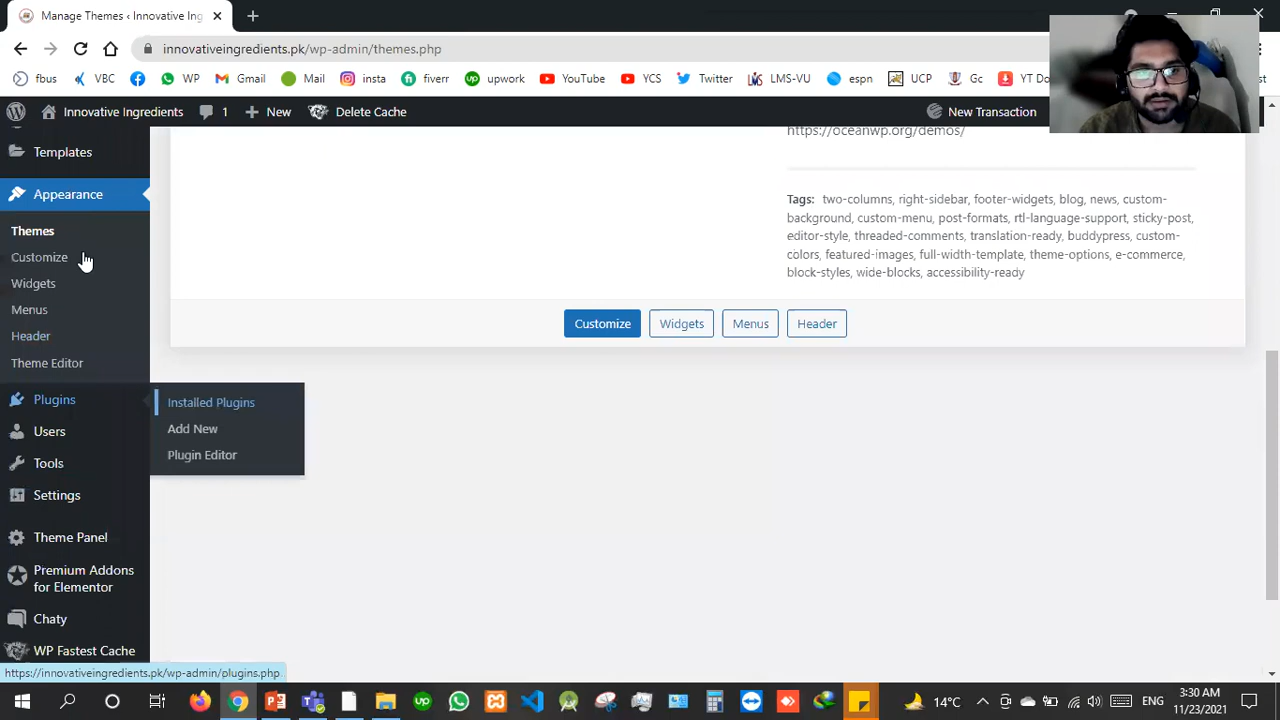 Manage Themes ‹ Innovative Ing
innovativeingredients.pk/wp-admin/themes.php
fbus VBC WP Gmail Mail insta fiverr upwork YouTube YCS Twitter LMS-VU espn UCP Gc YT Do
Innovative Ingredients 1 New Delete Cache New Transaction
https://oceanwp.org/demos/
Templates
Appearance
Themes
Customize
Widgets
Menus
Header
Theme Editor
Plugins
Users
Tools
Settings
Theme Panel
Premium Addons
for Elementor
Chaty
WP Fastest Cache
Installed Plugins
Add New
Plugin Editor
Tags: two-columns, right-sidebar, footer-widgets, blog, news, custom-
background, custom-menu, post-formats, rtl-language-support, sticky-post,
editor-style, threaded-comments, translation-ready, buddypress, custom-
colors, featured-images, full-width-template, theme-options, e-commerce,
block-styles, wide-blocks, accessibility-ready
Customize Widgets Menus Header
https://innovativeingredients.pk/wp-admin/plugins.php
14°C ENG 3:30 AM
11/23/2021